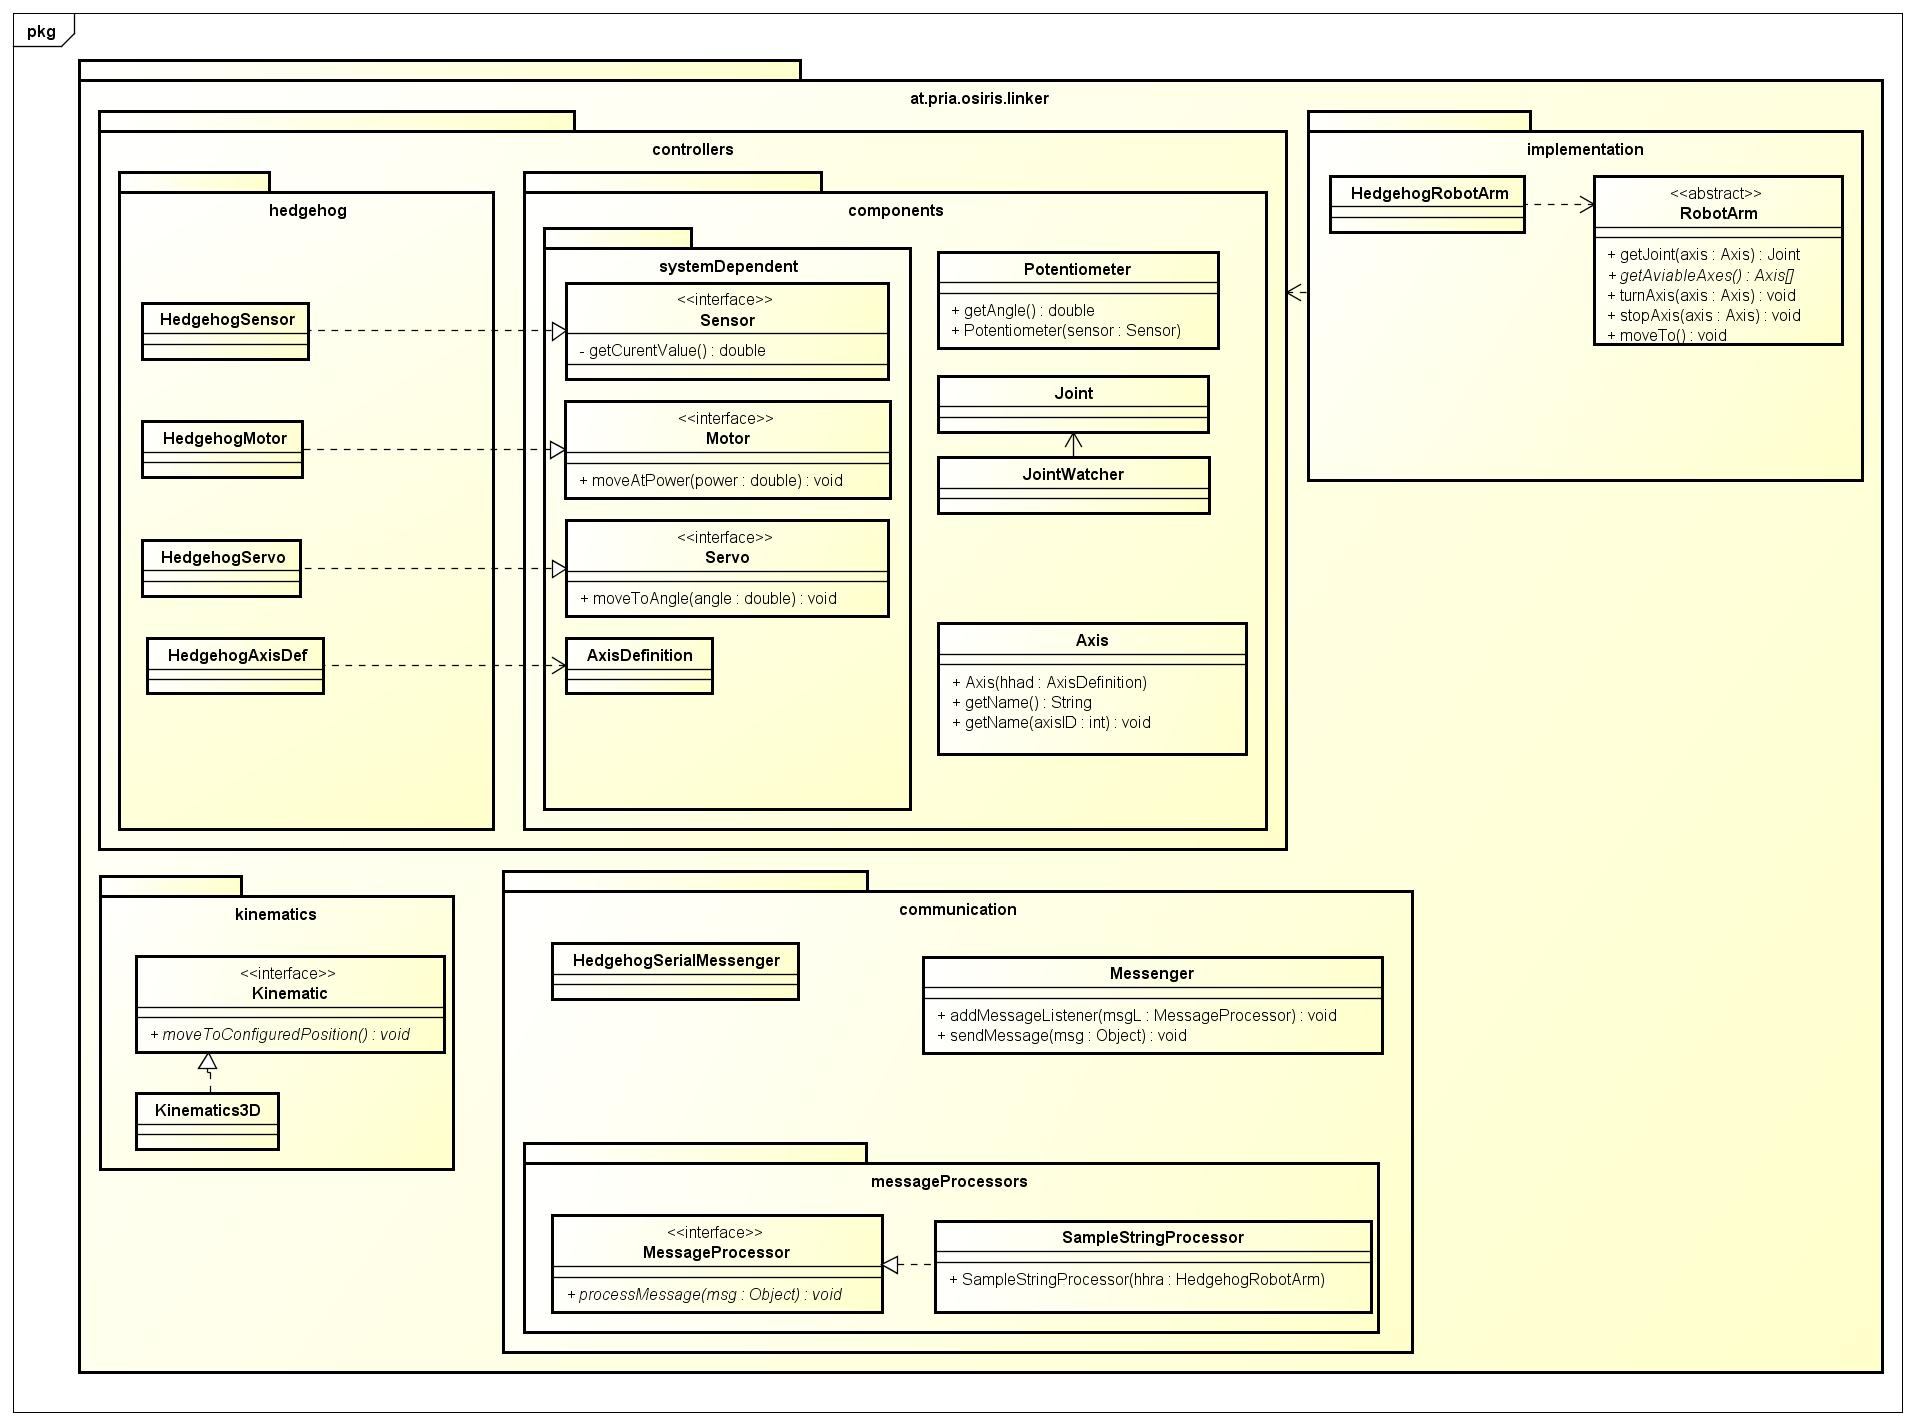 pkg
at.pria.osiris.linker
controllers
hedgehog
HedgehogSensor
HedgehogMotor
HedgehogServo
HedgehogAxisDef
components
systemDependent
<<interface>>
Sensor
- getCurentValue() : double
<<interface>>
Motor
+ moveAtPower(power : double) : void
<<interface>>
Servo
+ moveToAngle(angle : double) : void
AxisDefinition
Potentiometer
+ getAngle() : double
+ Potentiometer(sensor : Sensor)
Joint
JointWatcher
Axis
+ Axis(hhad : AxisDefinition)
+ getName() : String
+ getName(axisID : int) : void
implementation
HedgehogRobotArm
<<abstract>>
RobotArm
+ getJoint(axis : Axis) : Joint
+ getAviableAxes() : Axis[]
+ turnAxis(axis : Axis) : void
+ stopAxis(axis : Axis) : void
+ moveTo() : void
kinematics
<<interface>>
Kinematic
+ moveToConfiguredPosition() : void
Kinematics3D
communication
HedgehogSerialMessenger
Messenger
+ addMessageListener(msgL : MessageProcessor) : void
+ sendMessage(msg : Object) : void
messageProcessors
<<interface>>
MessageProcessor
+ processMessage(msg : Object) : void
SampleStringProcessor
+ SampleStringProcessor(hhra : HedgehogRobotArm)